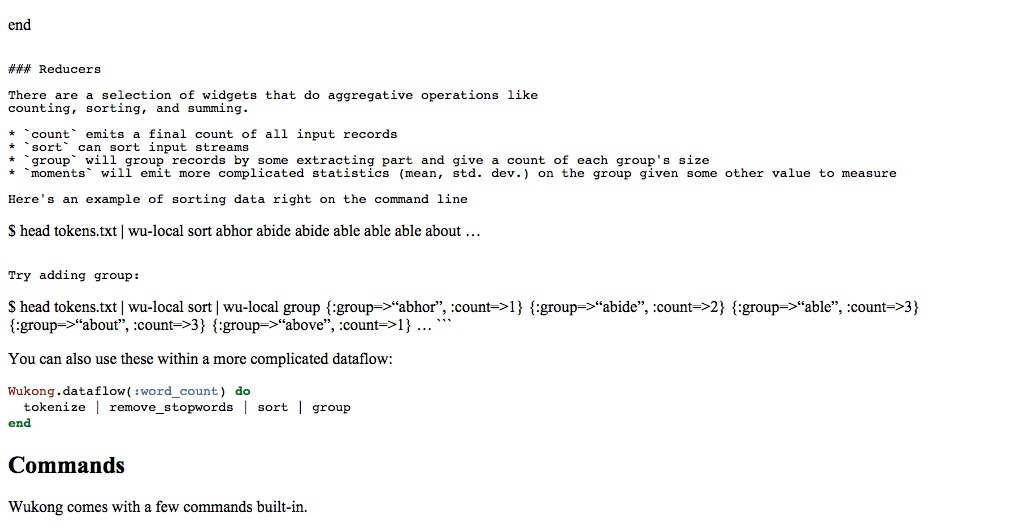 end
### Reducers
There are a selection of widgets that do aggregative operations like
counting, sorting, and summing.
* `count` emits a final count of all input records
* `sort` can sort input streams
* `group` will group records by some extracting part and give a count of each group's size
* `moments` will emit more complicated statistics (mean, std. dev.) on the group given some other value to measure
Here's an example of sorting data right on the command line
$ head tokens.txt | wu-local sort abhor abide abide able able able about …
Try adding group:
$ head tokens.txt | wu-local sort | wu-local group {:group=>“abhor”, :count=>1} {:group=>“abide”, :count=>2} {:group=>“able”, :count=>3}
{:group=>“about”, :count=>3} {:group=>“above”, :count=>1} … ```
You can also use these within a more complicated dataflow:
Wukong.dataflow(:word_count) do
  tokenize | remove_stopwords | sort | group
end
Commands
Wukong comes with a few commands built-in.